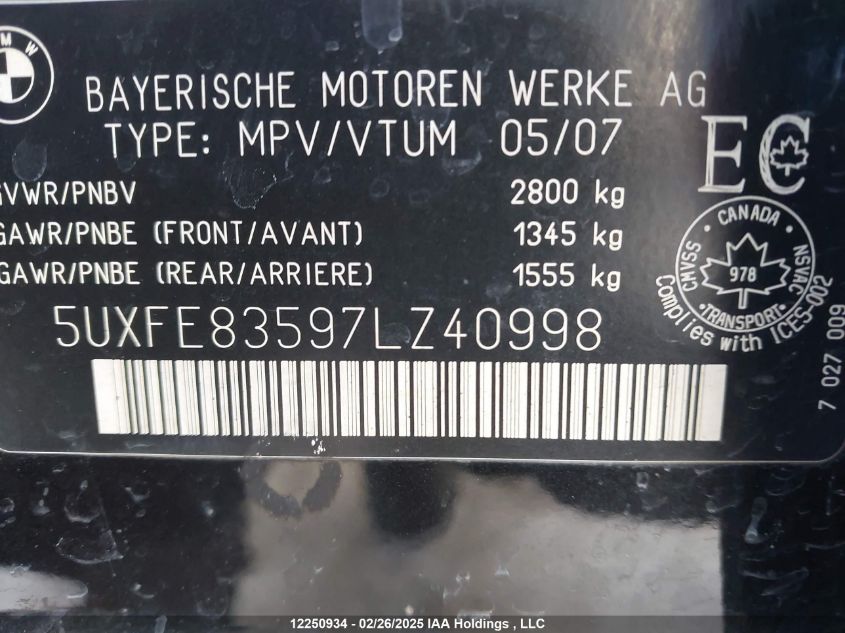 BMW
BAYERISCHE MOTOREN WERKE AG
TYPE: MPV/VTUM 05/07
GVWR/PNBV 2800 kg
GAWR/PNBE (FRONT/AVANT) 1345 kg
GAWR/PNBE (REAR/ARRIERE) 1555 kg
5UXFE83597LZ40998
EC
CANADA
CMVSS 978 NSVAC
TRANSPORT
Complies with ICES-002
7 027 009
12250934 - 02/26/2025 IAA Holdings , LLC